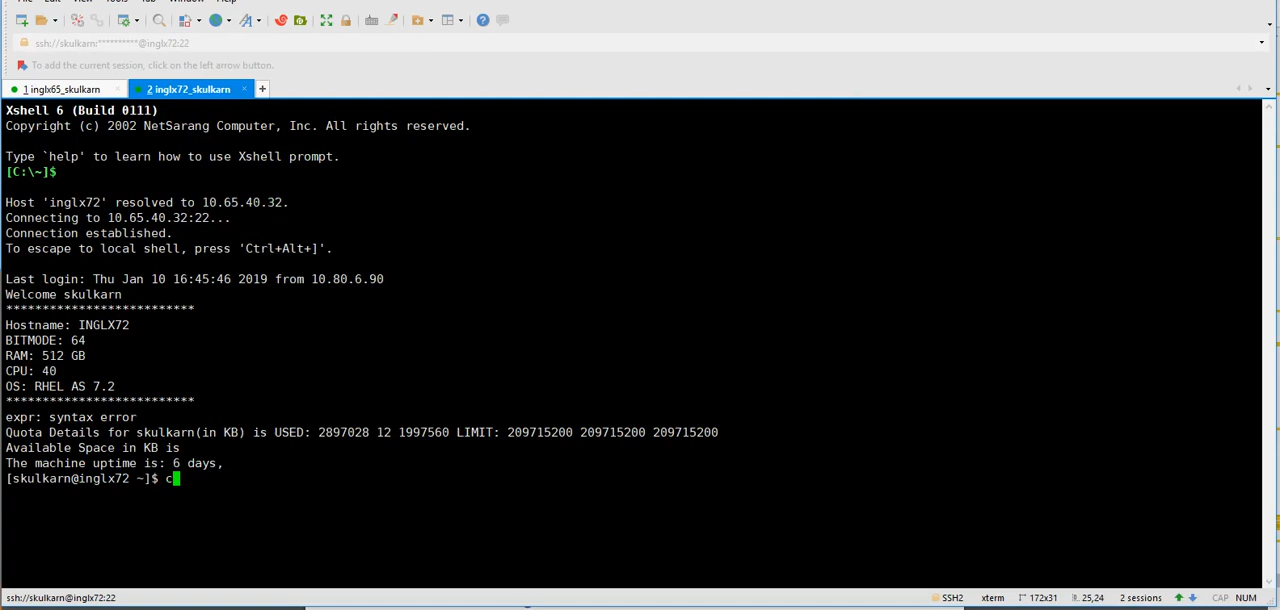 File Edit View Tools Tab Window Help
ssh://skulkarn:**********@inglx72:22
To add the current session, click on the left arrow button.
1 inglx65_skulkarn × 2 inglx72_skulkarn × +
Xshell 6 (Build 0111)
Copyright (c) 2002 NetSarang Computer, Inc. All rights reserved.
Type `help' to learn how to use Xshell prompt.
[C:\~]$
Host 'inglx72' resolved to 10.65.40.32.
Connecting to 10.65.40.32:22...
Connection established.
To escape to local shell, press 'Ctrl+Alt+]'.
Last login: Thu Jan 10 16:45:46 2019 from 10.80.6.90
Welcome skulkarn
**************************
Hostname: INGLX72
BITMODE: 64
RAM: 512 GB
CPU: 40
OS: RHEL AS 7.2
**************************
expr: syntax error
Quota Details for skulkarn(in KB) is USED: 2897028 12 1997560 LIMIT: 209715200 209715200 209715200
Available Space in KB is
The machine uptime is: 6 days,
[skulkarn@inglx72 ~]$ c
ssh://skulkarn@inglx72:22 SSH2 xterm 172x31 25,24 2 sessions CAP NUM